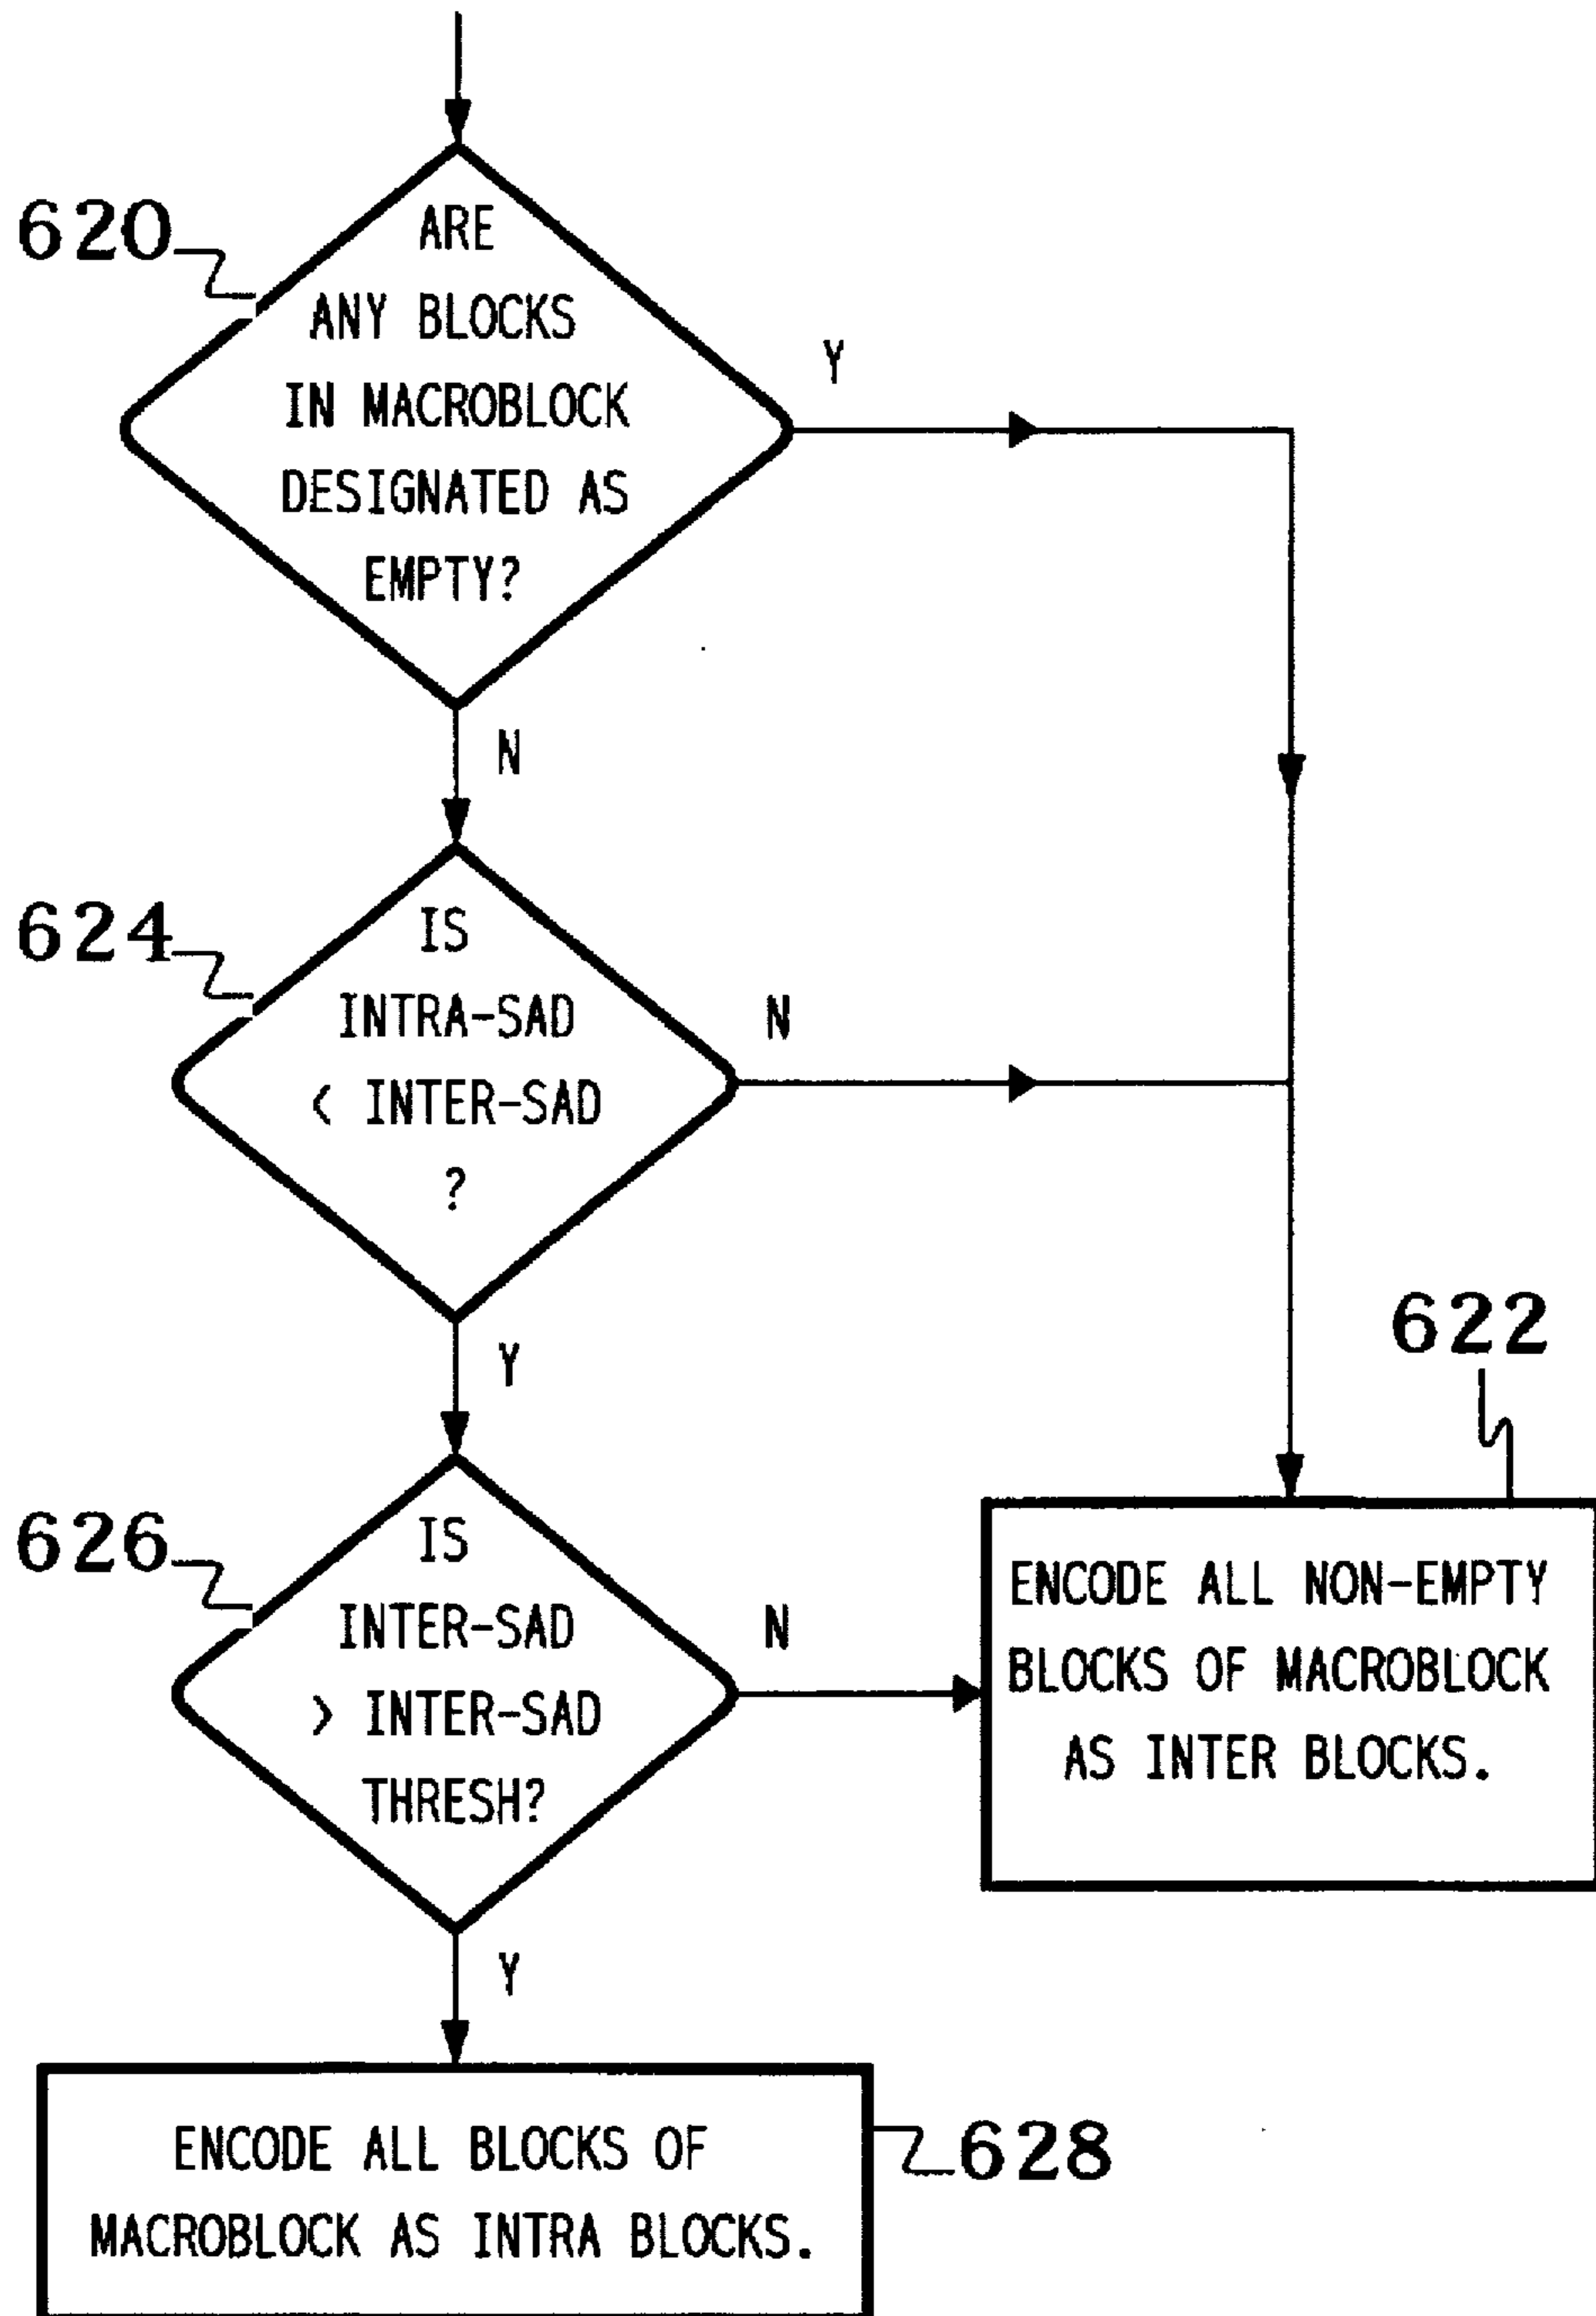 620
ARE
ANY BLOCKS
IN MACROBLOCK
DESIGNATED AS
EMPTY?
Y
N
624
IS
INTRA-SAD
< INTER-SAD
?
N
Y
622
ENCODE ALL NON-EMPTY
BLOCKS OF MACROBLOCK
AS INTER BLOCKS.
626
IS
INTER-SAD
> INTER-SAD
THRESH?
N
Y
ENCODE ALL BLOCKS OF
MACROBLOCK AS INTRA BLOCKS.
628